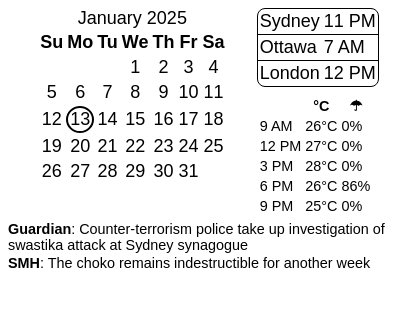 January 2025
Su Mo Tu We Th Fr Sa
1 2 3 4
5 6 7 8 9 10 11
12 13 14 15 16 17 18
19 20 21 22 23 24 25
26 27 28 29 30 31
Sydney 11 PM
Ottawa 7 AM
London 12 PM
°C ☂
9 AM 26°C 0%
12 PM 27°C 0%
3 PM 28°C 0%
6 PM 26°C 86%
9 PM 25°C 0%
Guardian: Counter-terrorism police take up investigation of
swastika attack at Sydney synagogue
SMH: The choko remains indestructible for another week